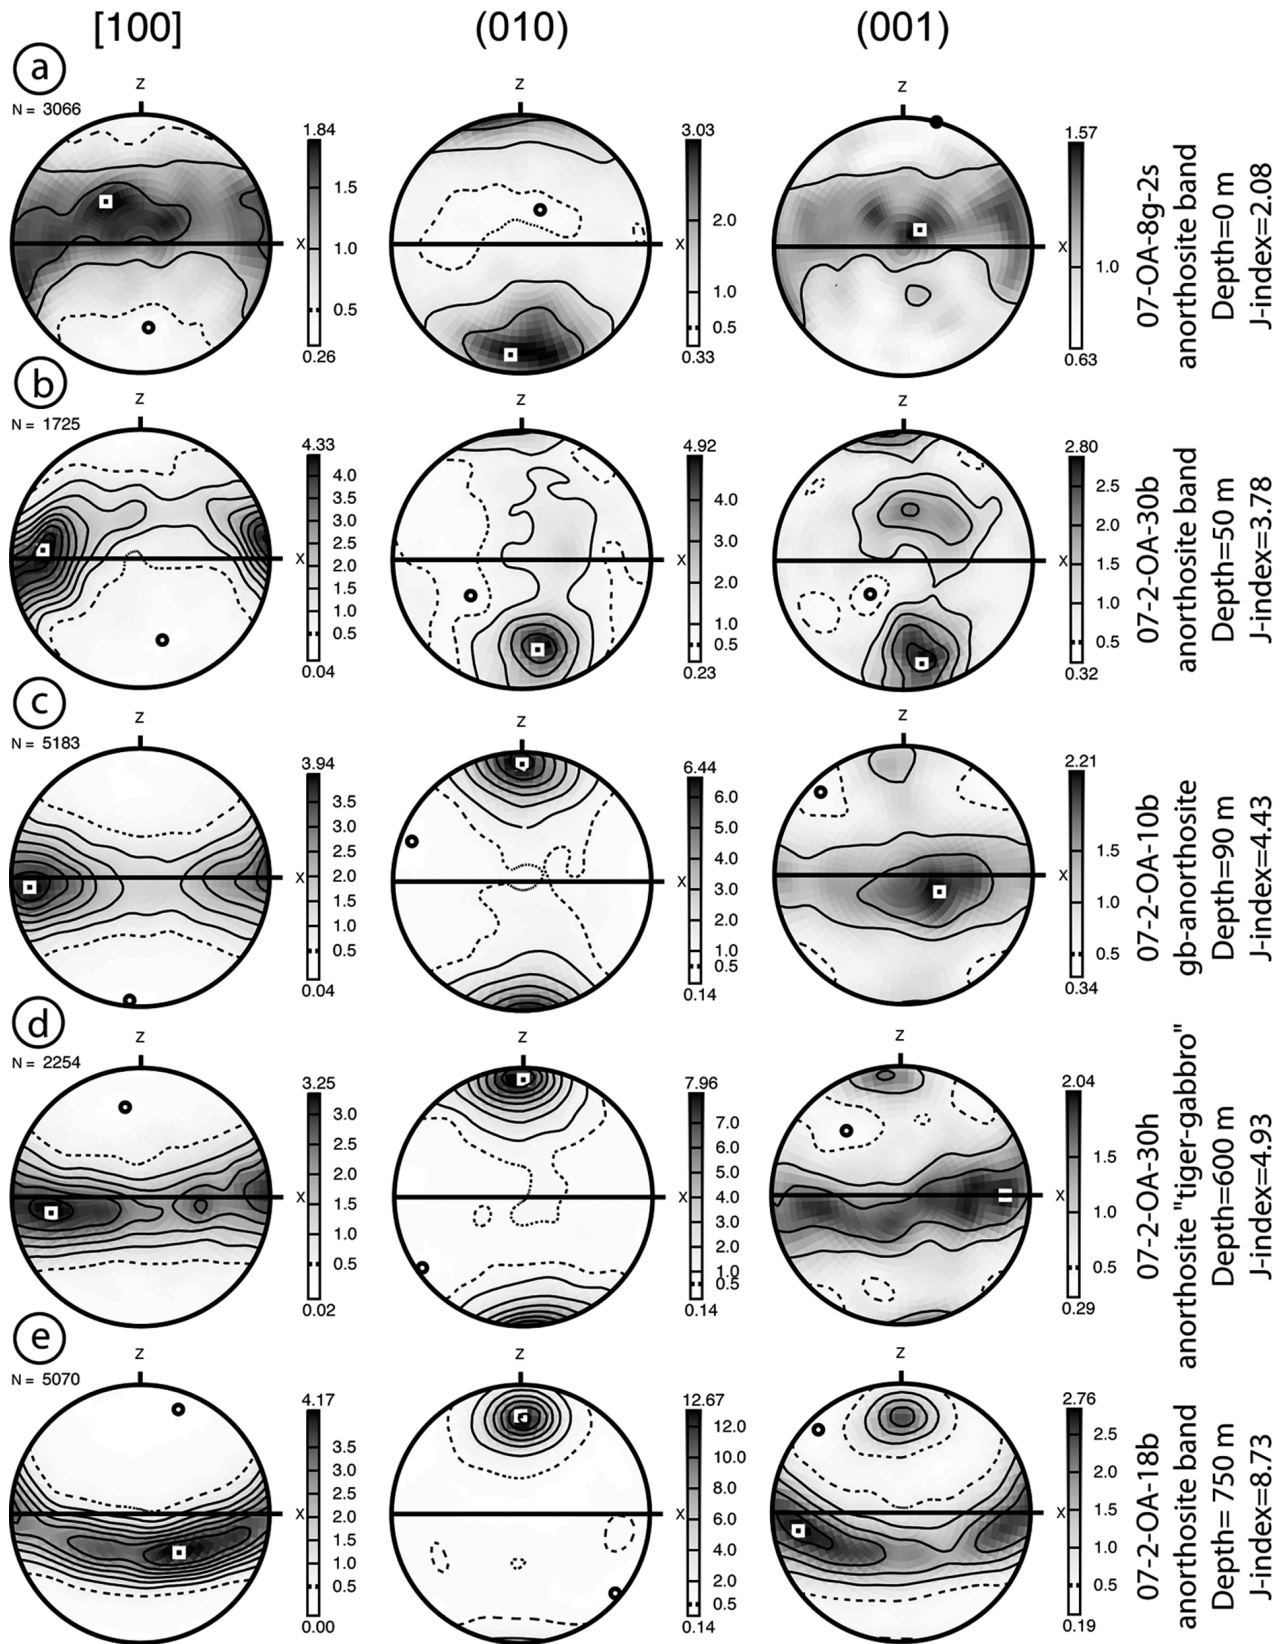 [100] (010) (001)
a
N = 3066
Z Z Z
X X
1.84 1.5 1.0 0.5 0.26
3.03 2.0 1.0 0.5 0.33
1.57 1.0 0.63
07-OA-8g-2s
anorthosite band
Depth=0 m
J-index=2.08
b
N = 1725
Z Z Z
X X
4.33 4.0 3.5 3.0 2.5 2.0 1.5 1.0 0.5 0.04
4.92 4.0 3.0 2.0 1.0 0.5 0.23
2.80 2.5 2.0 1.5 1.0 0.5 0.32
07-2-OA-30b
anorthosite band
Depth=50 m
J-index=3.78
c
N = 5183
Z Z Z
X X
3.94 3.5 3.0 2.5 2.0 1.5 1.0 0.5 0.04
6.44 6.0 5.0 4.0 3.0 2.0 1.0 0.5 0.14
2.21 1.5 1.0 0.5 0.34
07-2-OA-10b
gb-anorthosite
Depth=90 m
J-index=4.43
d
N = 2254
Z Z Z
X X
3.25 3.0 2.5 2.0 1.5 1.0 0.5 0.02
7.96 7.0 6.0 5.0 4.0 3.0 2.0 1.0 0.5 0.14
2.04 1.5 1.0 0.5 0.29
07-2-OA-30h
anorthosite "tiger-gabbro"
Depth=600 m
J-index=4.93
e
N = 5070
Z Z Z
X X
4.17 3.5 3.0 2.5 2.0 1.5 1.0 0.5 0.00
12.67 12.0 10.0 8.0 6.0 4.0 2.0 0.5 0.14
2.76 2.5 2.0 1.5 1.0 0.5 0.19
07-2-OA-18b
anorthosite band
Depth= 750 m
J-index=8.73